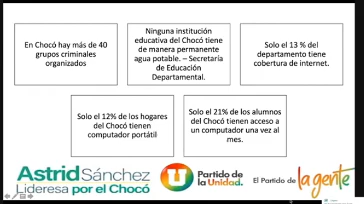 En Chocó hay más de 40
grupos criminales
organizados
Ninguna institución
educativa del Chocó tiene
de manera permanente
agua potable. – Secretaría
de Educación
Departamental.
Solo el 13 % del
departamento tiene
cobertura de internet.
Solo el 12% de los hogares
del Chocó tienen
computador portátil
Solo el 21% de los alumnos
del Chocó tienen acceso a
un computador una vez al
mes.
Astrid Sánchez
Lideresa por el Chocó
U
Partido de
la Unidad.
El Partido de la gente